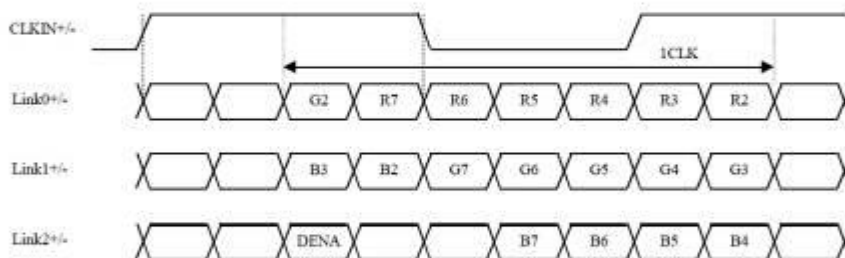 CLKIN+/-
1CLK
Link0+/- G2 R7 R6 R5 R4 R3 R2
Link1+/- B3 B2 G7 G6 G5 G4 G3
Link2+/- DENA B7 B6 B5 B4